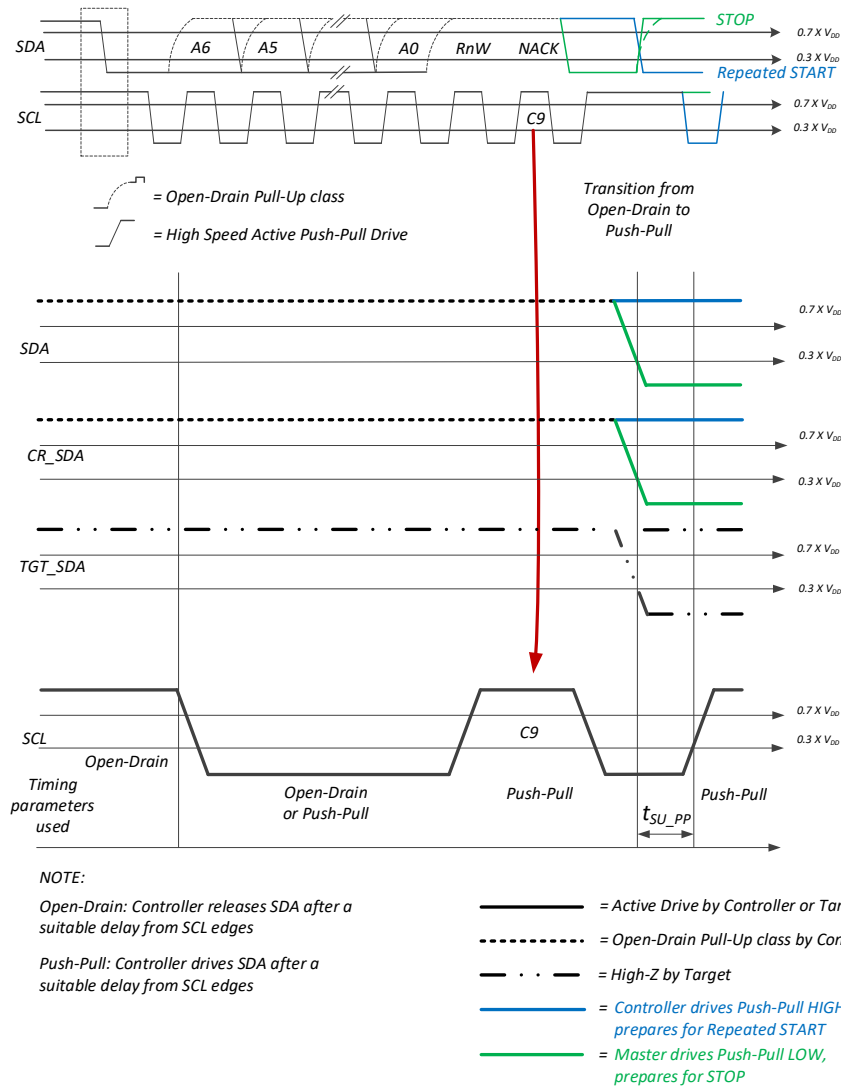 STOP
SDA
A6
A5
A0
RnW
NACK
0.7 X VDD
0.3 X VDD
Repeated START
SCL
C9
0.7 X VDD
0.3 X VDD
= Open-Drain Pull-Up class
= High Speed Active Push-Pull Drive
Transition from
Open-Drain to
Push-Pull
SDA
0.7 X VDD
0.3 X VDD
CR_SDA
0.7 X VDD
0.3 X VDD
TGT_SDA
0.7 X VDD
0.3 X VDD
SCL
C9
0.7 X VDD
0.3 X VDD
Open-Drain
Timing
parameters
used
Open-Drain
or Push-Pull
Push-Pull
Push-Pull
tSU_PP
NOTE:
Open-Drain: Controller releases SDA after a
suitable delay from SCL edges
Push-Pull: Controller drives SDA after a
suitable delay from SCL edges
= Active Drive by Controller or Tar
= Open-Drain Pull-Up class by Con
= High-Z by Target
= Controller drives Push-Pull HIGH
prepares for Repeated START
= Master drives Push-Pull LOW,
prepares for STOP